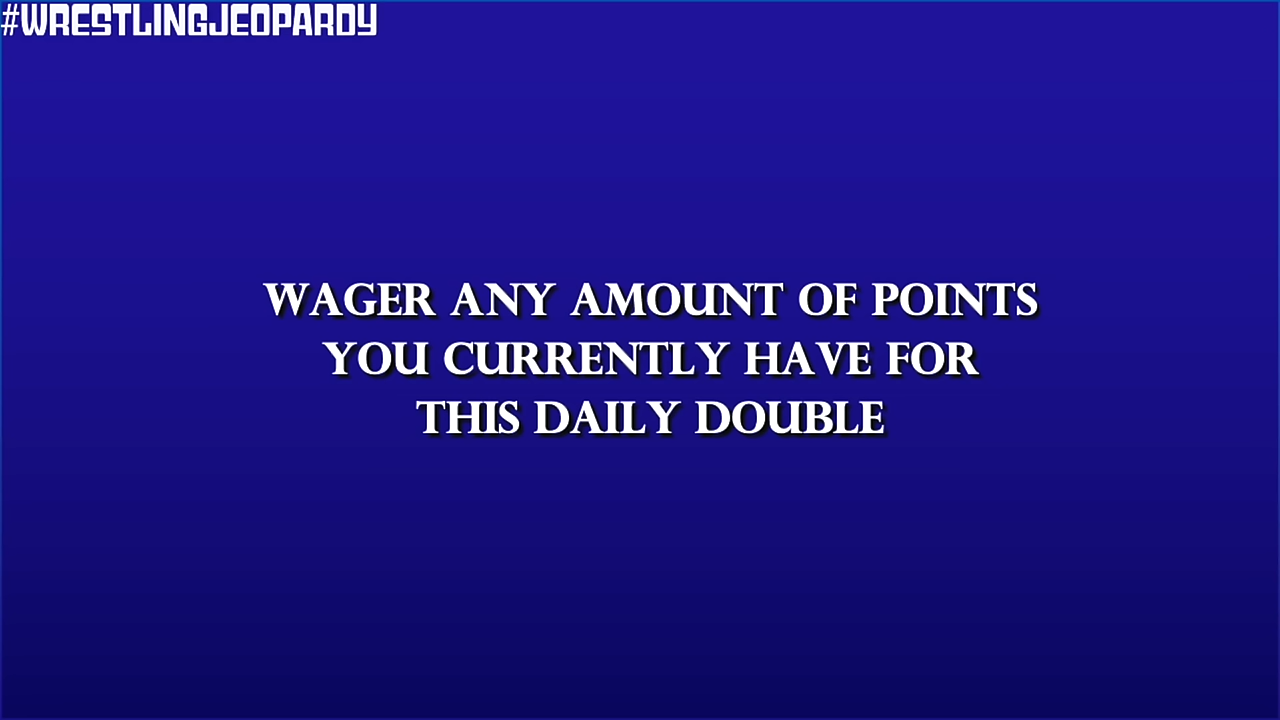 #WRESTLINGJEOPARDY
WAGER ANY AMOUNT OF POINTS
YOU CURRENTLY HAVE FOR
THIS DAILY DOUBLE